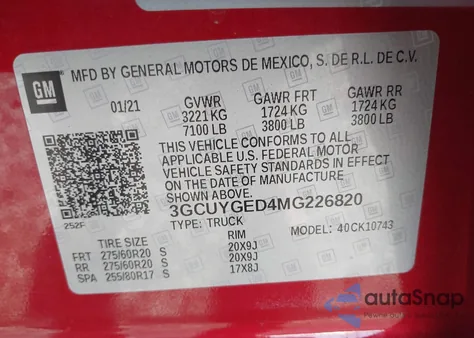 GM
MFD BY GENERAL MOTORS DE MEXICO, S. DE R.L. DE C.V.
01/21 GVWR GAWR FRT GAWR RR
3221 KG 1724 KG 1724 KG
7100 LB 3800 LB 3800 LB
THIS VEHICLE CONFORMS TO ALL
APPLICABLE U.S. FEDERAL MOTOR
VEHICLE SAFETY STANDARDS IN EFFECT
ON THE DATE OF MANUFACTURE
SHOWN ABOVE.
3GCUYGED4MG226820
252F
TYPE: TRUCK MODEL: 40CK10743
TIRE SIZE RIM
FRT 275/60R20 S 20X9J
RR 275/60R20 S 20X9J
SPA 255/80R17 S 17X8J
autoSnap